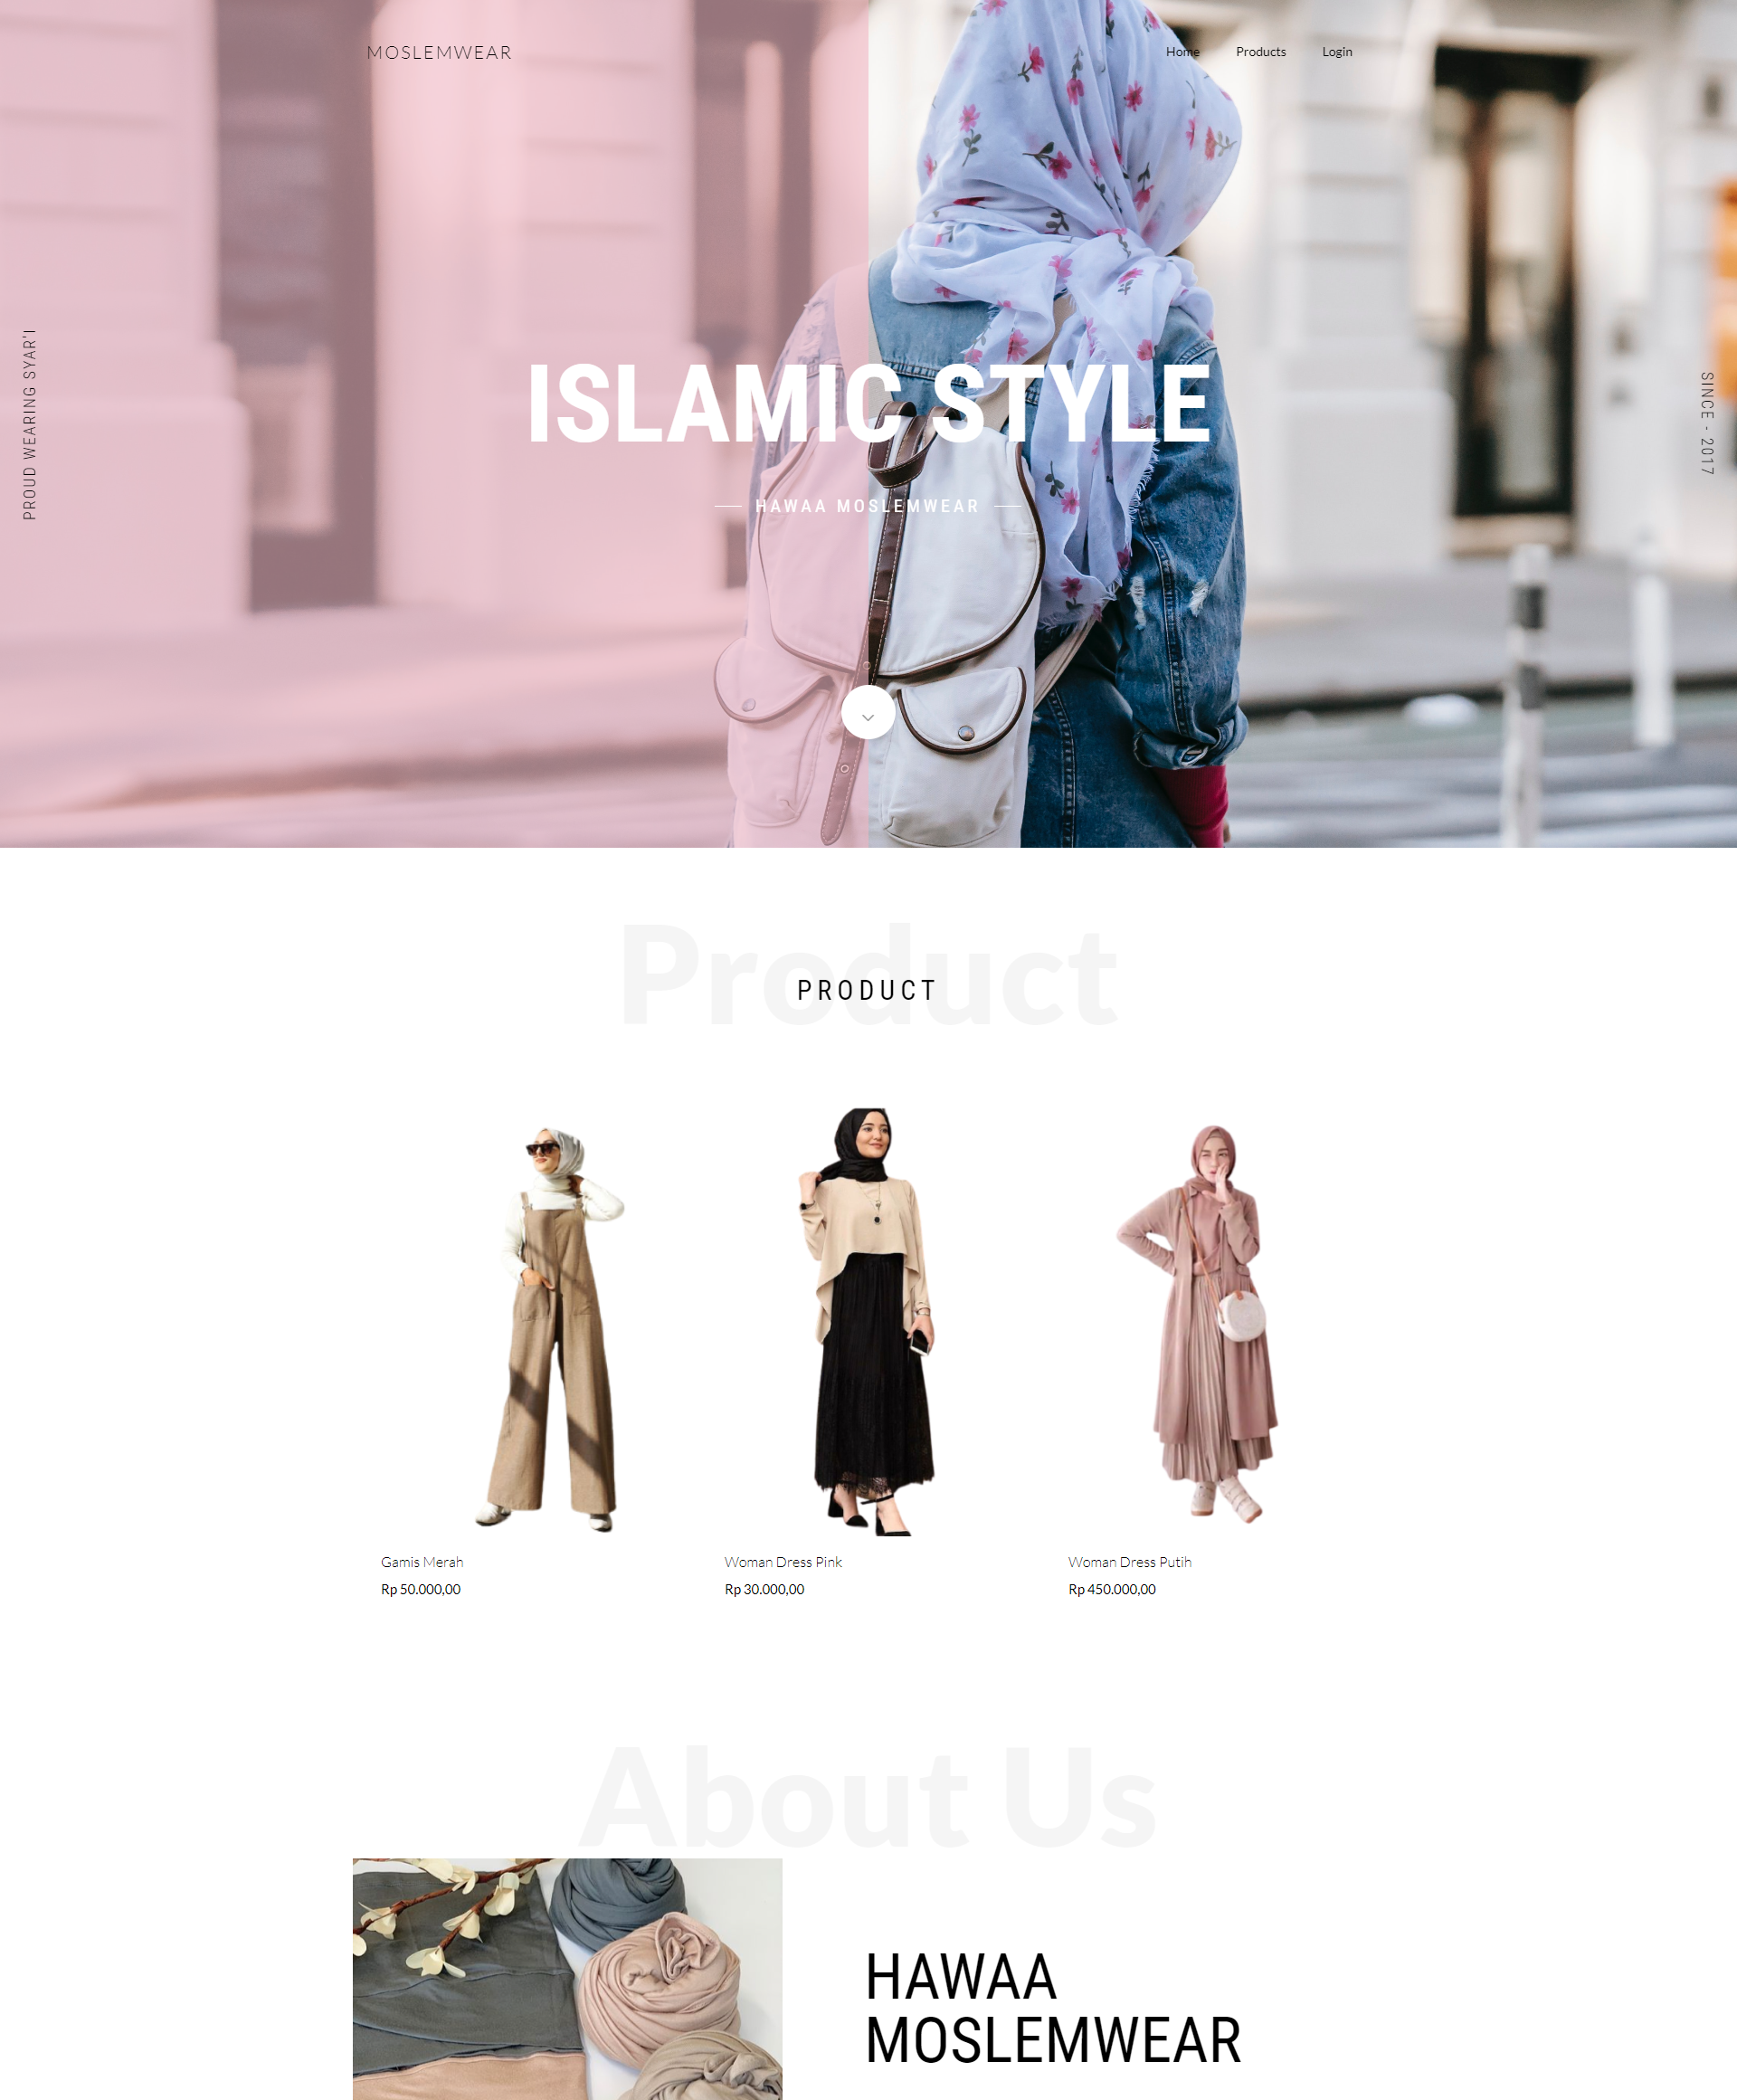 MOSLEMWEAR
Home
Products
Login
PROUD WEARING SYAR'I
ISLAMIC STYLE
HAWAA MOSLEMWEAR
SINCE - 2017
Product
PRODUCT
Gamis Merah
Rp 50.000,00
Woman Dress Pink
Rp 30.000,00
Woman Dress Putih
Rp 450.000,00
About Us
HAWAA
MOSLEMWEAR